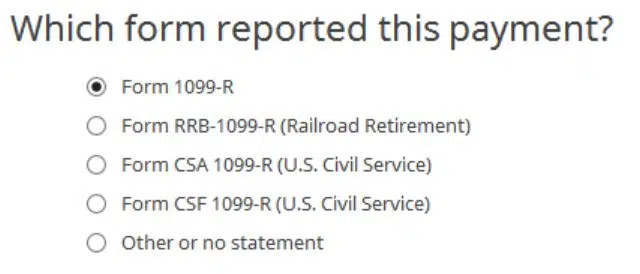 Which form reported this payment?
Form 1099-R
Form RRB-1099-R (Railroad Retirement)
Form CSA 1099-R (U.S. Civil Service)
Form CSF 1099-R (U.S. Civil Service)
Other or no statement